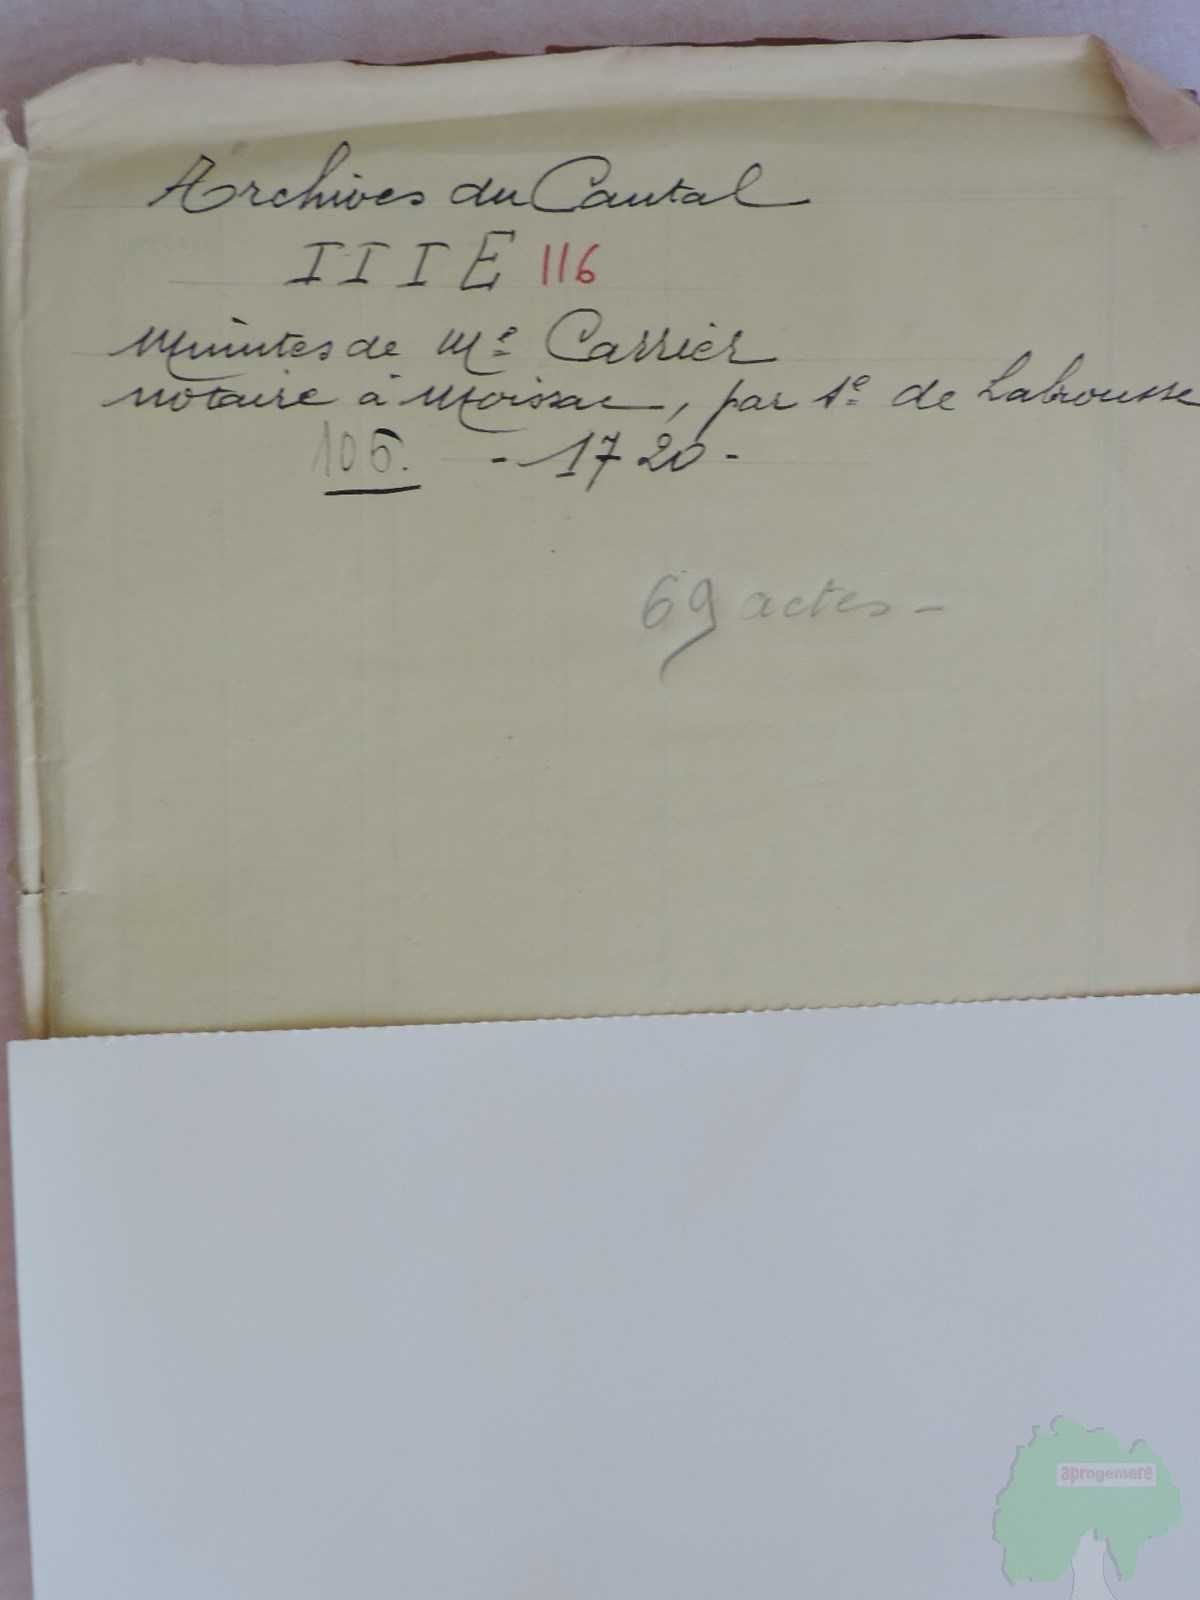 Archives du Cantal
III E 116
Minutes de Me Carrier
notaire à Moissac, par de Labrousse
106. - 1720 -
69 actes -
aprogemere